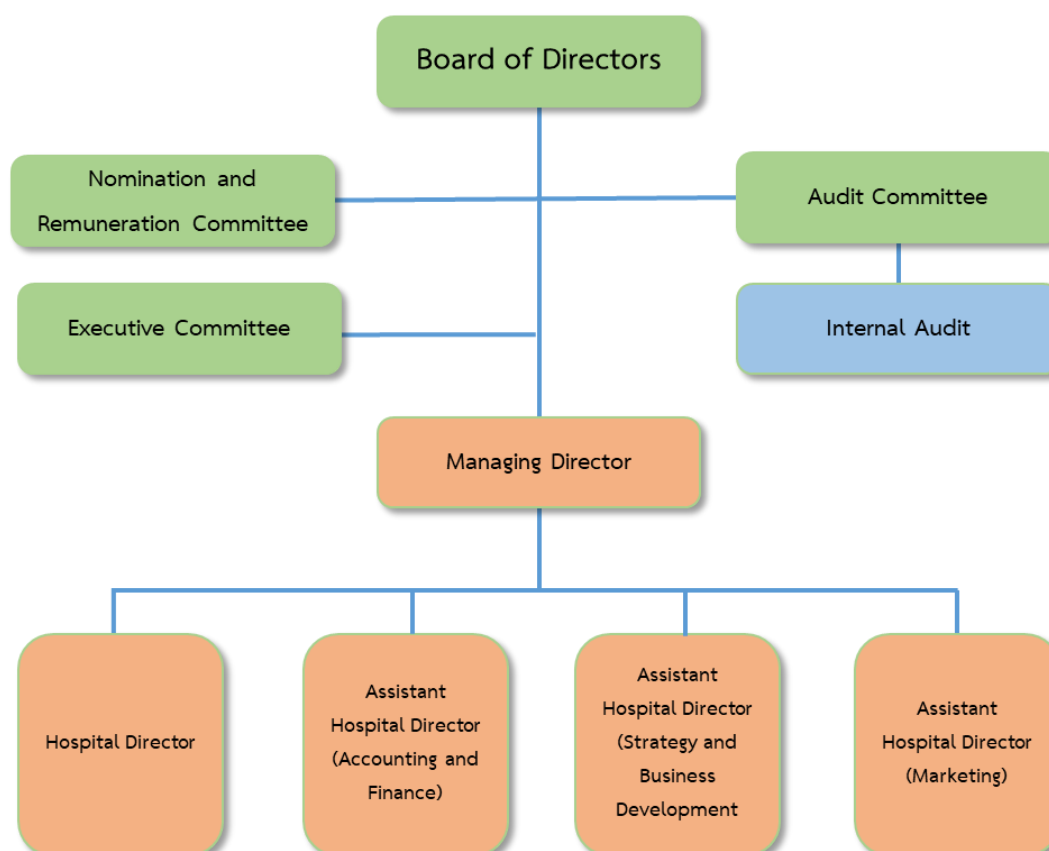 Board of Directors
Nomination and
Remuneration Committee
Audit Committee
Executive Committee
Internal Audit
Managing Director
Hospital Director
Assistant
Hospital Director
(Accounting and
Finance)
Assistant
Hospital Director
(Strategy and
Business
Development
Assistant
Hospital Director
(Marketing)